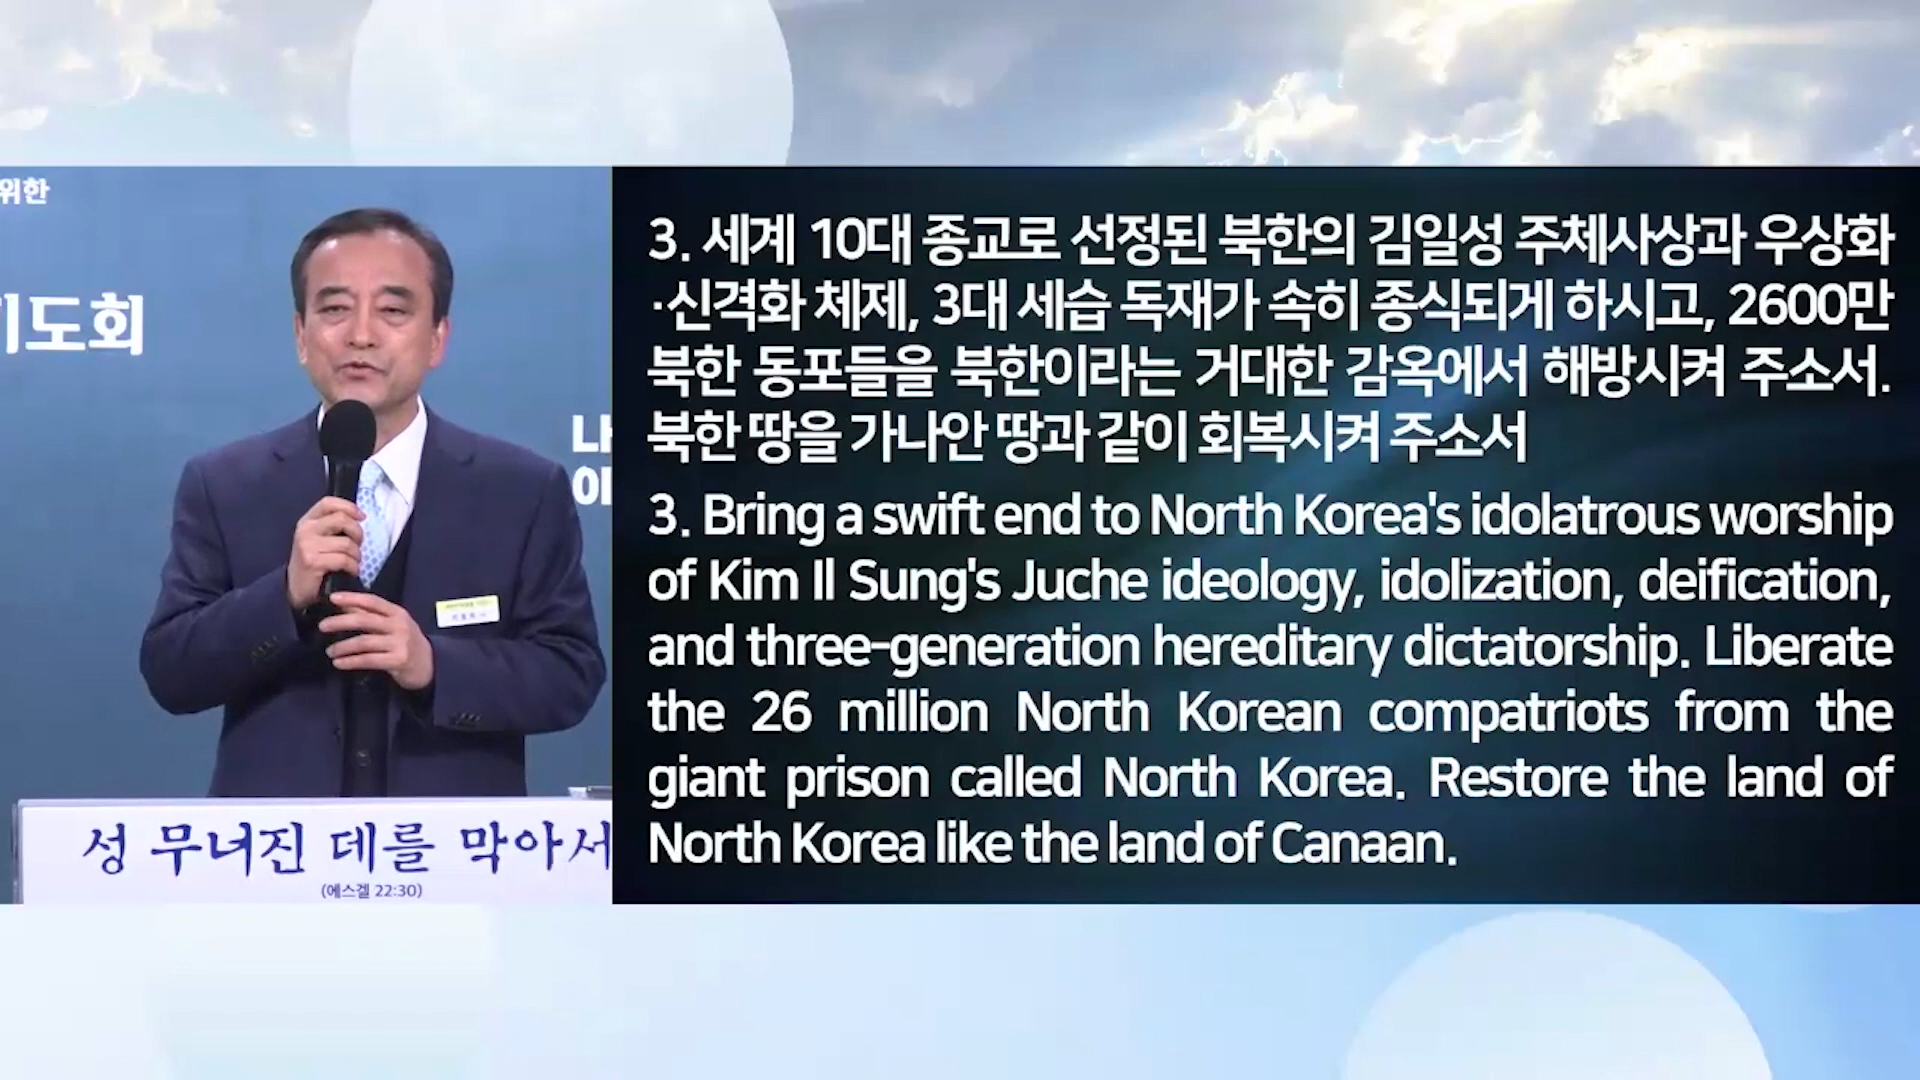 위한
기도회
3. 세계 10대 종교로 선정된 북한의 김일성 주체사상과 우상화
·신격화 체제, 3대 세습 독재가 속히 종식되게 하시고, 2600만
북한 동포들을 북한이라는 거대한 감옥에서 해방시켜 주소서.
북한 땅을 가나안 땅과 같이 회복시켜 주소서
3. Bring a swift end to North Korea's idolatrous worship
of Kim Il Sung's Juche ideology, idolization, deification,
and three-generation hereditary dictatorship. Liberate
the 26 million North Korean compatriots from the
giant prison called North Korea. Restore the land of
North Korea like the land of Canaan.
성 무너진 데를 막아서
(에스겔 22:30)